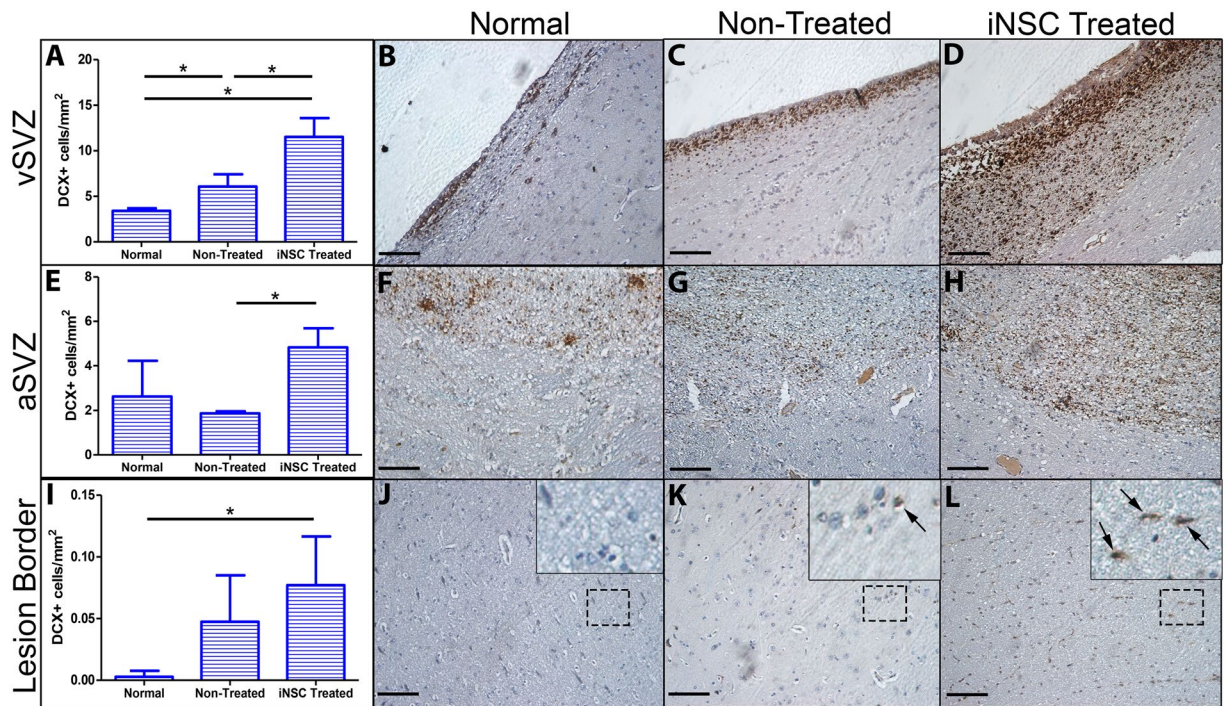 Normal
Non-Treated
iNSC Treated
vSVZ
A
DCX+ cells/mm²
20
15
10
5
0
* *
*
Normal Non-Treated iNSC Treated
B
C
D
aSVZ
E
DCX+ cells/mm²
8
6
4
2
0
*
Normal Non-Treated iNSC Treated
F
G
H
Lesion Border
I
DCX+ cells/mm²
0.15
0.10
0.05
0.00
*
Normal Non-Treated iNSC Treated
J
K
L